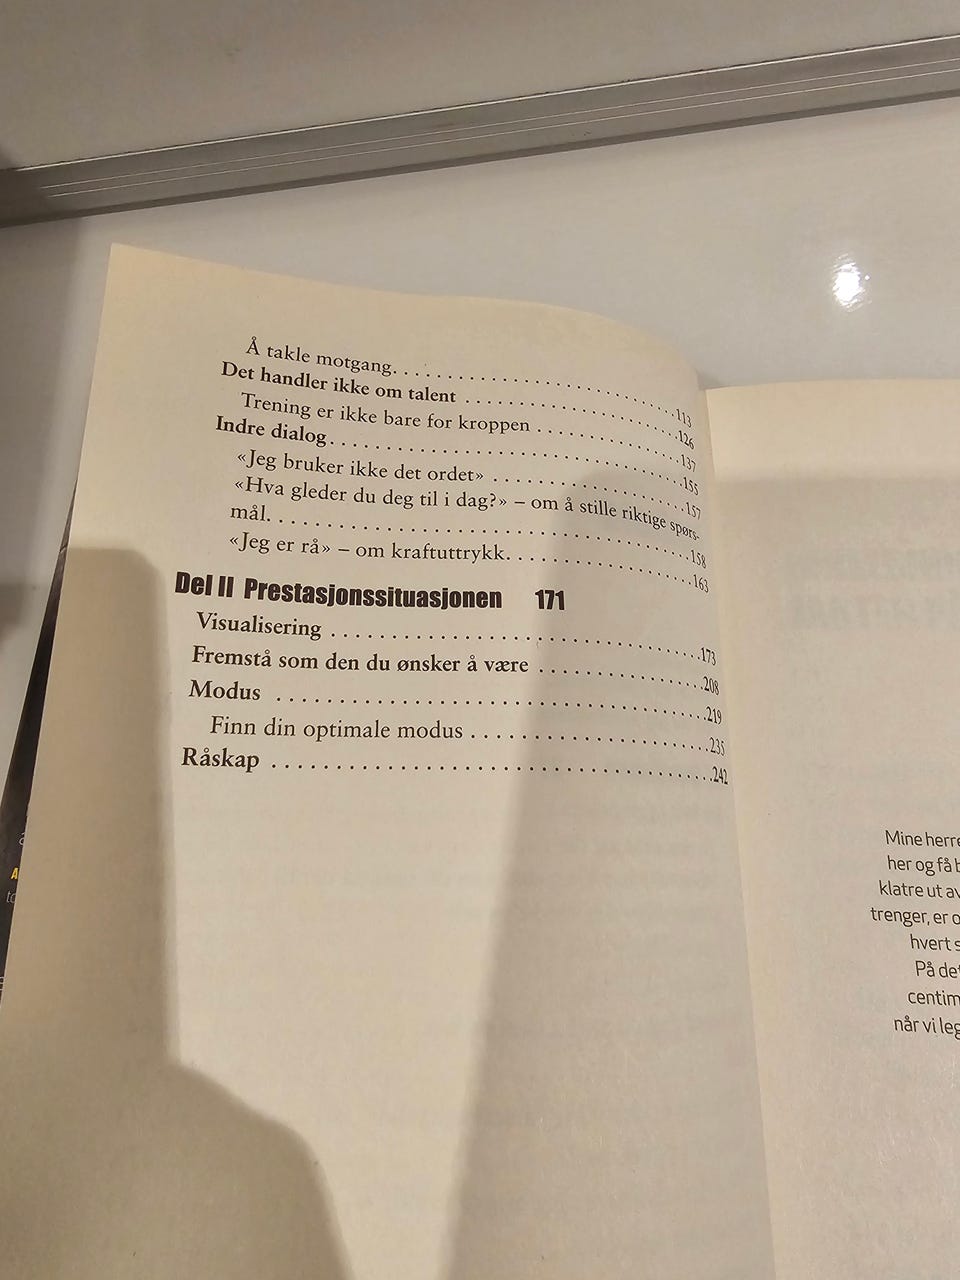 Å takle motgang. . . . . . . . . . . . . . . . . . . . . . . . . .113
Det handler ikke om talent . . . . . . . . . . . . . . . . . . .126
Trening er ikke bare for kroppen . . . . . . . . . . . . .137
Indre dialog. . . . . . . . . . . . . . . . . . . . . . . . . . . . . . .155
«Jeg bruker ikke det ordet» . . . . . . . . . . . . . . . . .157
«Hva gleder du deg til i dag?» – om å stille riktige spørs-
mål. . . . . . . . . . . . . . . . . . . . . . . . . . . . . . . . . . . .158
«Jeg er rå» – om kraftuttrykk. . . . . . . . . . . . . . . .163
Del II Prestasjonssituasjonen 171
Visualisering . . . . . . . . . . . . . . . . . . . . . . . . . . . . . .173
Fremstå som den du ønsker å være . . . . . . . . . . . . .208
Modus . . . . . . . . . . . . . . . . . . . . . . . . . . . . . . . . . .219
Finn din optimale modus . . . . . . . . . . . . . . . . . . .235
Råskap . . . . . . . . . . . . . . . . . . . . . . . . . . . . . . . . . .242
Mine herre
her og få b
klatre ut av
trenger, er o
hvert s
På det
centim
når vi leg